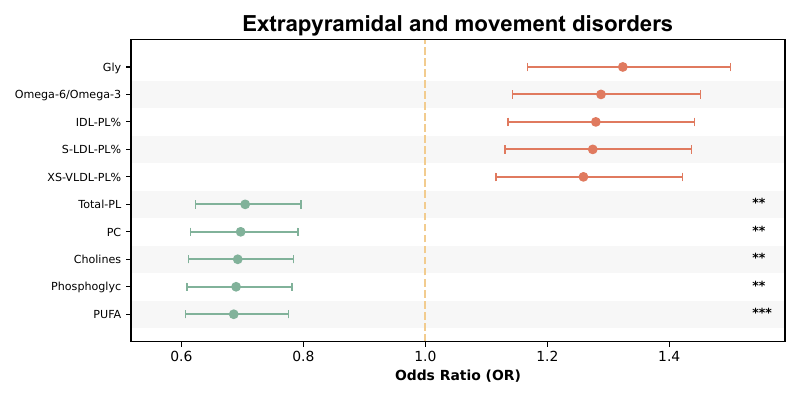 Extrapyramidal and movement disorders
Gly
Omega-6/Omega-3
IDL-PL%
S-LDL-PL%
XS-VLDL-PL%
Total-PL **
PC **
Cholines **
Phosphoglyc **
PUFA ***
0.6 0.8 1.0 1.2 1.4
Odds Ratio (OR)